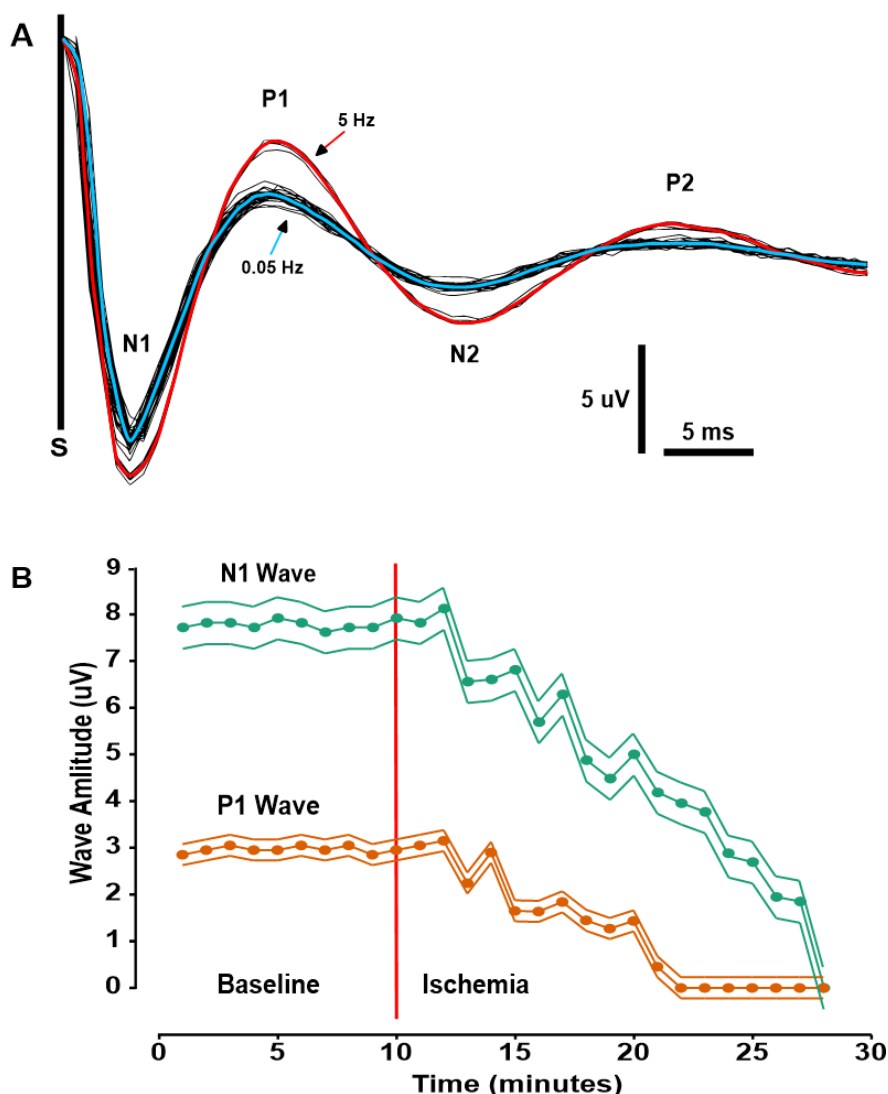 A
P1
5 Hz
P2
0.05 Hz
N1
N2
5 uV
5 ms
S
B
N1 Wave
P1 Wave
Baseline
Ischemia
Wave Amlitude (uV)
9
8
7
6
5
4
3
2
1
0
0 5 10 15 20 25 30
Time (minutes)